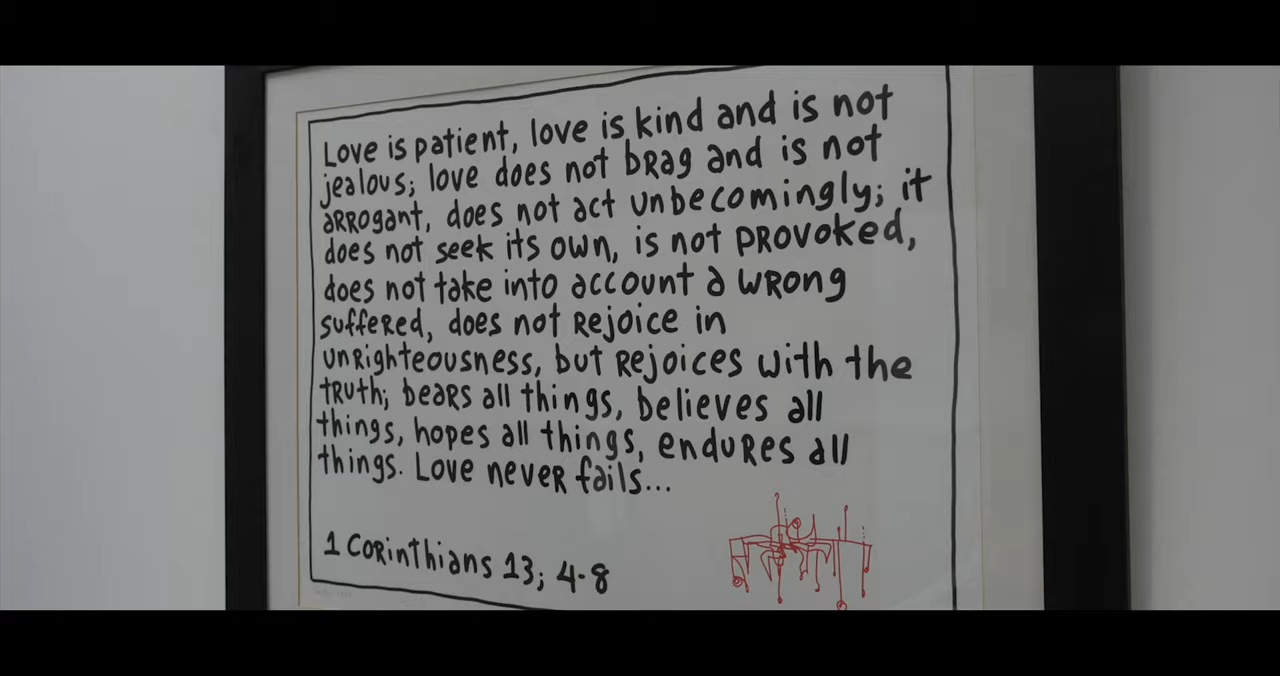 Love is patient, love is kind and is not
jealous; love does not brag and is not
arrogant, does not act unbecomingly; it
does not seek its own, is not provoked,
does not take into account a wrong
suffered, does not rejoice in
unrighteousness, but rejoices with the
truth; bears all things, believes all
things, hopes all things, endures all
things. Love never fails...
1 Corinthians 13; 4-8